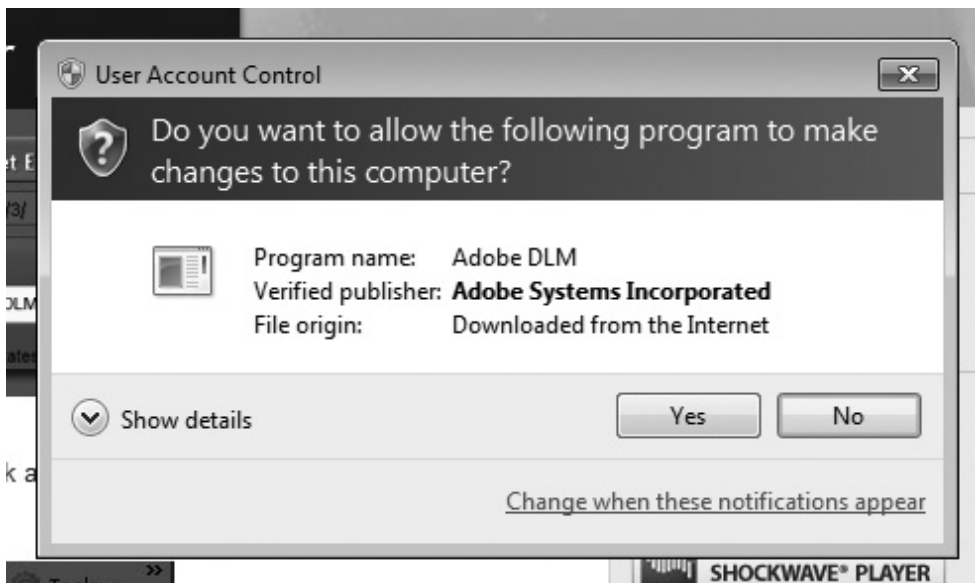 User Account Control
Do you want to allow the following program to make
changes to this computer?
Program name: Adobe DLM
Verified publisher: Adobe Systems Incorporated
File origin: Downloaded from the Internet
Show details
Yes
No
Change when these notifications appear
SHOCKWAVE® PLAYER